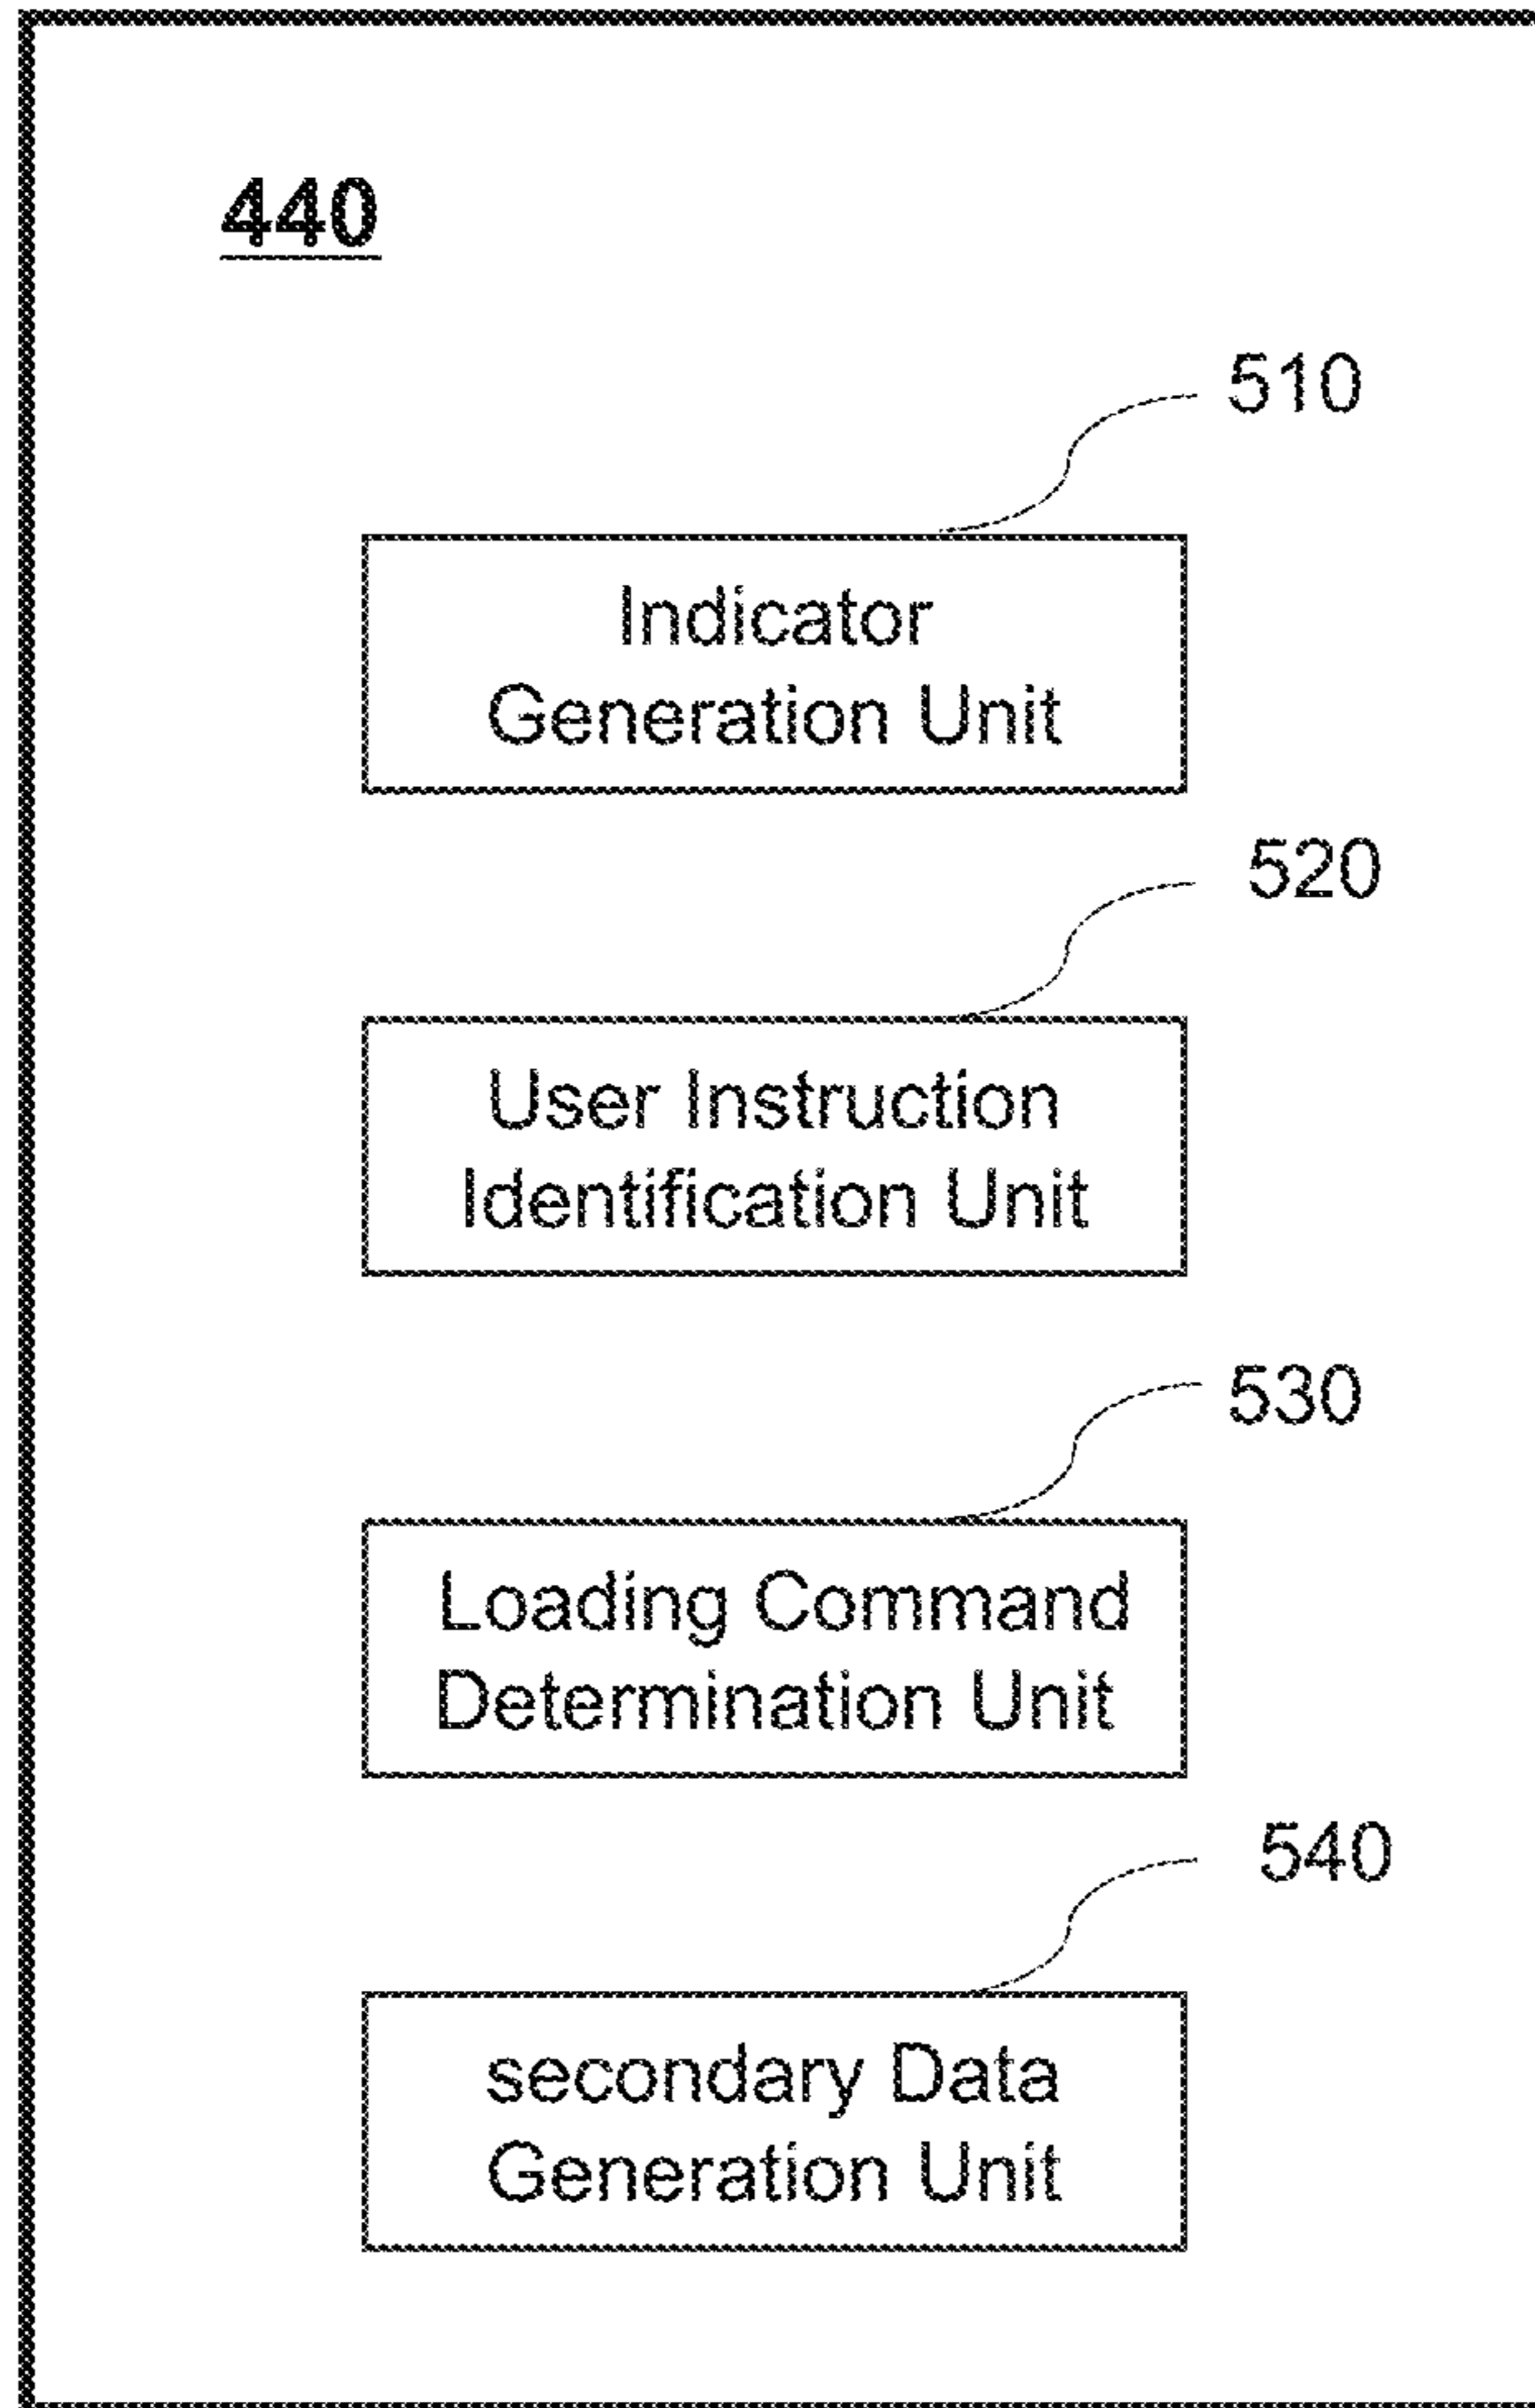 440
510
Indicator
Generation Unit
520
User Instruction
Identification Unit
530
Loading Command
Determination Unit
540
secondary Data
Generation Unit